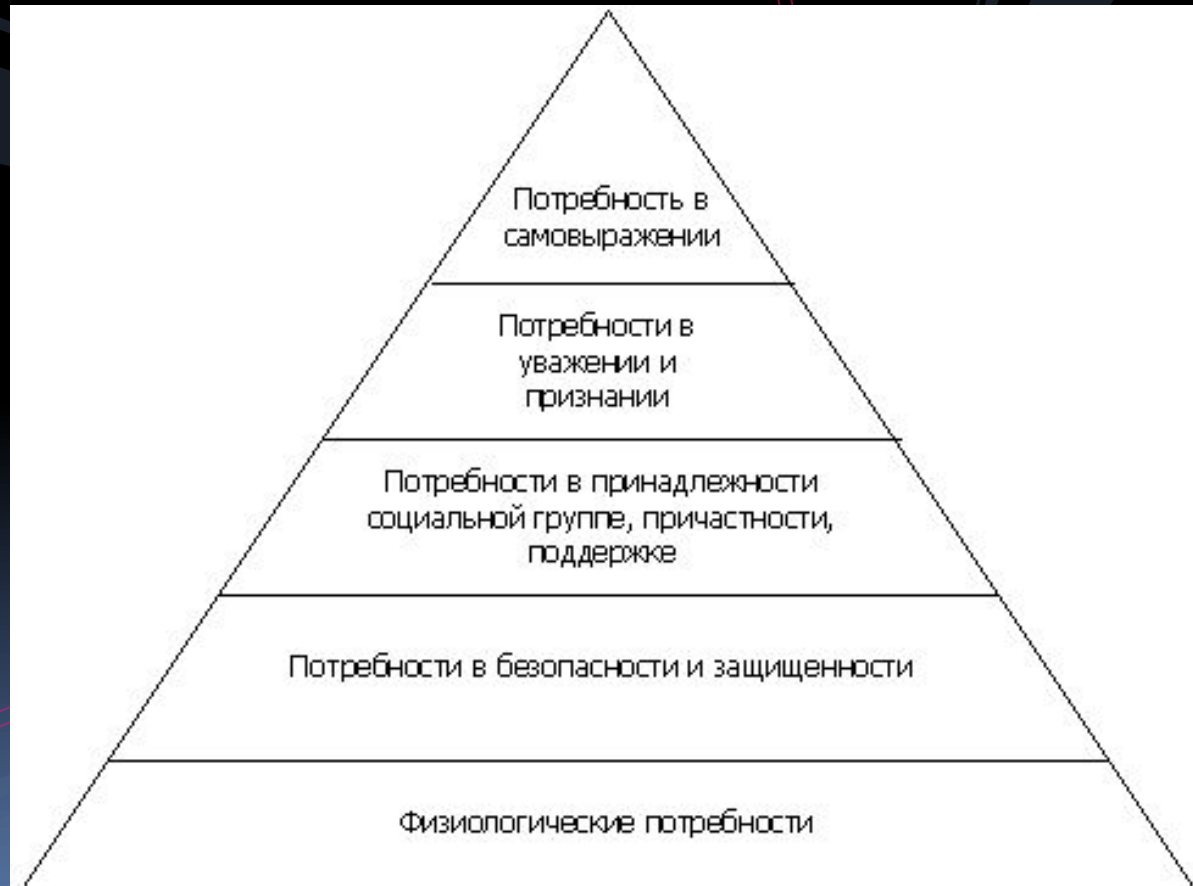 Потребность в
самовыражении
Потребности в
уважении и
признании
Потребности в принадлежности
социальной группе, причастности,
поддержке
Потребности в безопасности и защищенности
Физиологические потребности